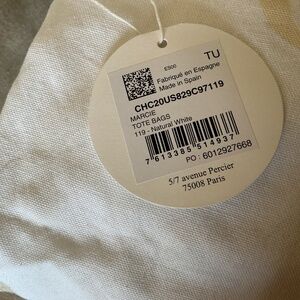 ES00
TU
Fabriqué en Espagne
Made in Spain
CHC20US829C97119
MARCIE
TOTE BAGS
119 - Natural White
7 613385 514937
PO : 6012927668
5/7 avenue Percier
75008 Paris